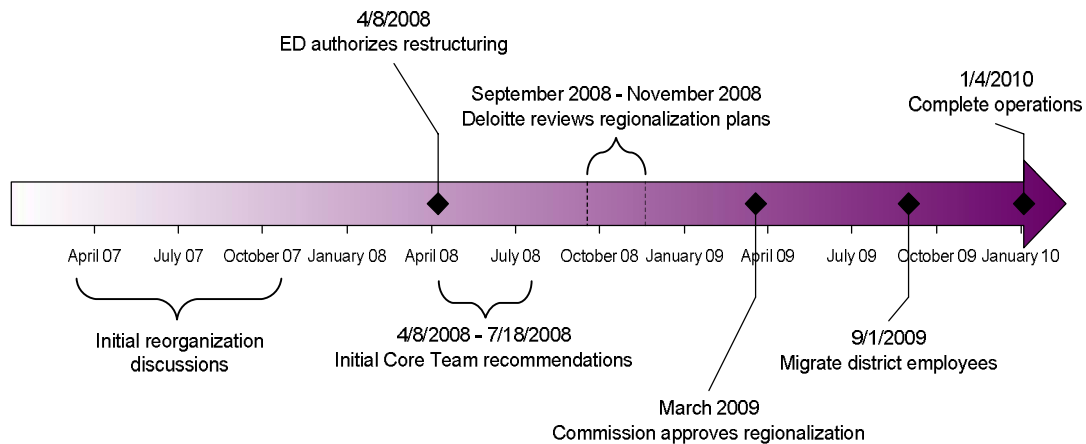 4/8/2008
ED authorizes restructuring
September 2008 - November 2008
Deloitte reviews regionalization plans
1/4/2010
Complete operations
April 07
July 07
October 07
January 08
April 08
July 08
October 08
January 09
April 09
July 09
October 09
January 10
Initial reorganization
discussions
4/8/2008 - 7/18/2008
Initial Core Team recommendations
9/1/2009
Migrate district employees
March 2009
Commission approves regionalization